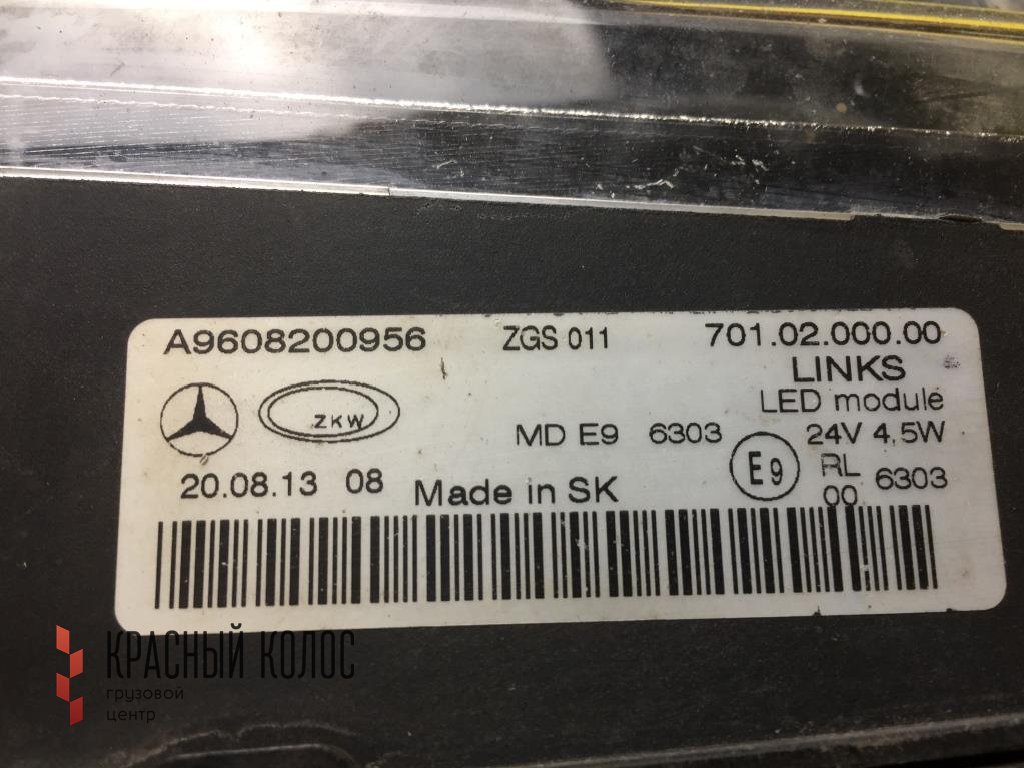 A9608200956 ZGS 011 701.02.000.00
LINKS
LED module
ZKW MD E9 6303 24V 4,5W
E9 RL 6303
00
20.08.13 08 Made in SK
КРАСНЫЙ КОЛОС
грузовой
центр